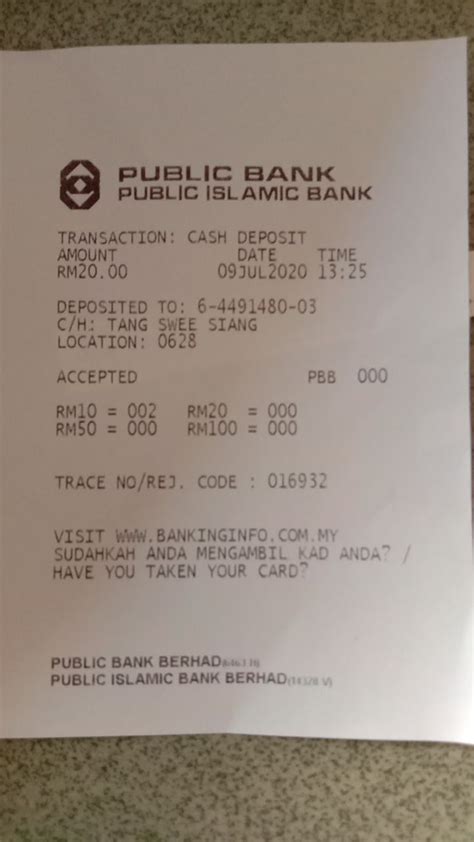 PUBLIC BANK
PUBLIC ISLAMIC BANK
TRANSACTION: CASH DEPOSIT
AMOUNT DATE TIME
RM20.00 09JUL2020 13:25
DEPOSITED TO: 6-4491480-03
C/H: TANG SWEE SIANG
LOCATION: 0628
ACCEPTED PBB 000
RM10 = 002 RM20 = 000
RM50 = 000 RM100 = 000
TRACE NO/REJ. CODE : 016932
VISIT WWW.BANKINGINFO.COM.MY
SUDAHKAH ANDA MENGAMBIL KAD ANDA? /
HAVE YOU TAKEN YOUR CARD?
PUBLIC BANK BERHAD
PUBLIC ISLAMIC BANK BERHAD